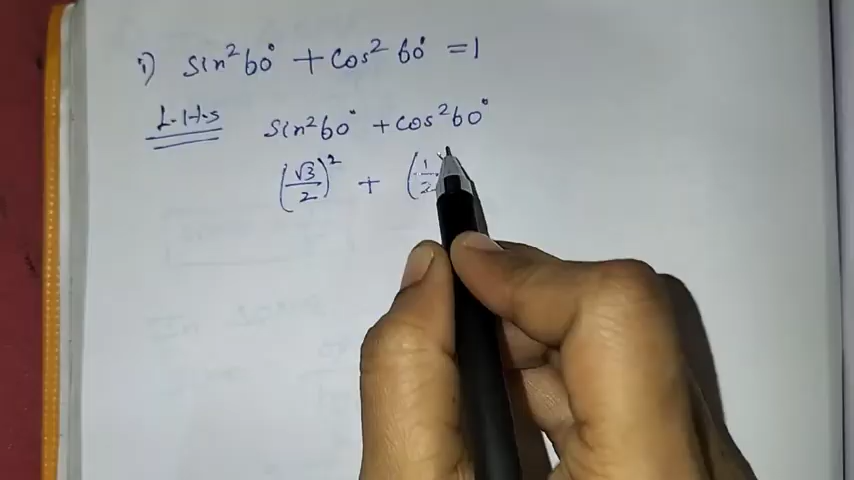 i) sin²60° + cos²60° = 1
L.H.S sin²60° + cos²60°
(√3/2)² + (1/2